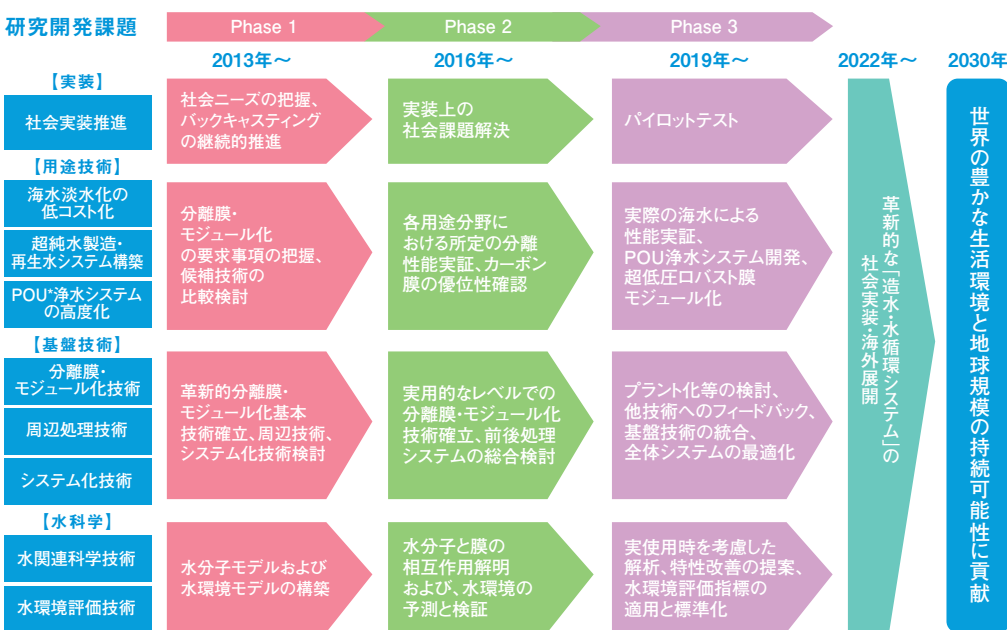 研究開発課題
Phase 1
Phase 2
Phase 3
2013年〜
2016年〜
2019年〜
2022年〜
2030年
【実装】
社会実装推進
社会ニーズの把握、
バックキャスティング
の継続的推進
実装上の
社会課題解決
パイロットテスト
【用途技術】
海水淡水化の
低コスト化
超純水製造・
再生水システム構築
POU*浄水システム
の高度化
分離膜・
モジュール化
の要求事項の把握、
候補技術の
比較検討
各用途分野に
おける所定の分離
性能実証、カーボン
膜の優位性確認
実際の海水による
性能実証、
POU浄水システム開発、
超低圧ロバスト膜
モジュール化
【基盤技術】
分離膜・
モジュール化技術
周辺処理技術
システム化技術
革新的分離膜・
モジュール化基本
技術確立、周辺技術、
システム化技術検討
実用的なレベルでの
分離膜・モジュール化
技術確立、前後処理
システムの総合検討
プラント化等の検討、
他技術へのフィードバック、
基盤技術の統合、
全体システムの最適化
【水科学】
水関連科学技術
水環境評価技術
水分子モデルおよび
水環境モデルの構築
水分子と膜の
相互作用解明
および、水環境の
予測と検証
実使用時を考慮した
解析、特性改善の提案、
水環境評価指標の
適用と標準化
革新的な「造水・水循環システム」の
社会実装・海外展開
世界の豊かな生活環境と地球規模の持続可能性に貢献